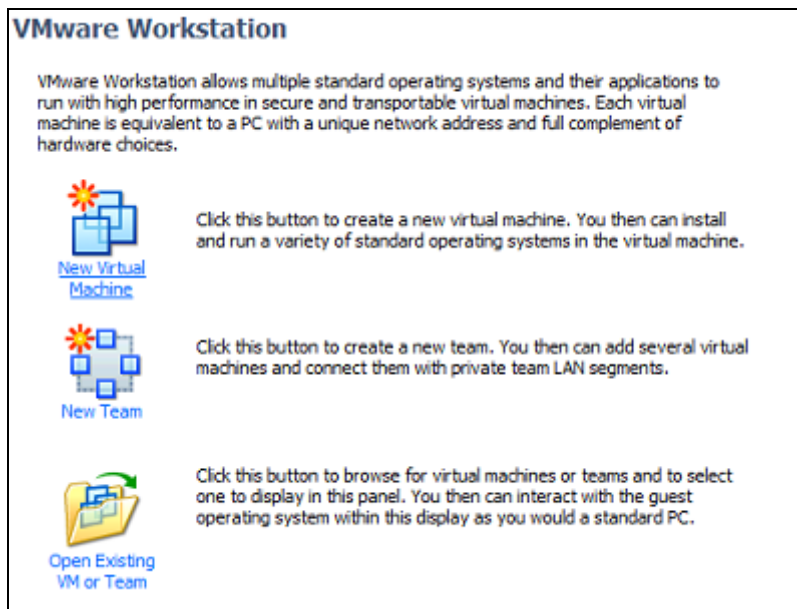 VMware Workstation
VMware Workstation allows multiple standard operating systems and their applications to
run with high performance in secure and transportable virtual machines. Each virtual
machine is equivalent to a PC with a unique network address and full complement of
hardware choices.
New Virtual
Machine
Click this button to create a new virtual machine. You then can install
and run a variety of standard operating systems in the virtual machine.
New Team
Click this button to create a new team. You then can add several virtual
machines and connect them with private team LAN segments.
Open Existing
VM or Team
Click this button to browse for virtual machines or teams and to select
one to display in this panel. You then can interact with the guest
operating system within this display as you would a standard PC.